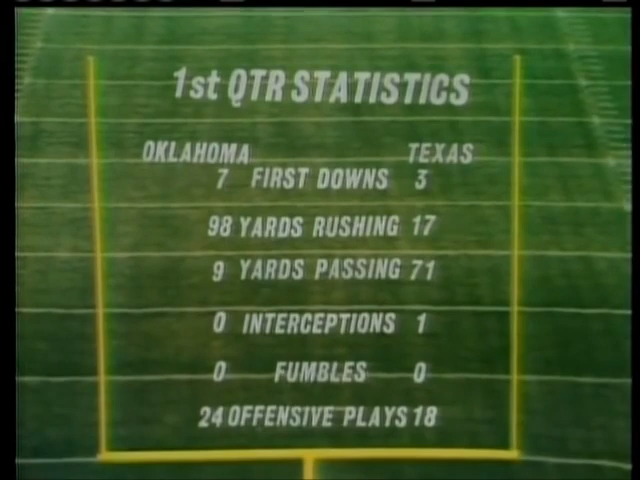 1st QTR STATISTICS
OKLAHOMA TEXAS
7 FIRST DOWNS 3
98 YARDS RUSHING 17
9 YARDS PASSING 71
0 INTERCEPTIONS 1
0 FUMBLES 0
24 OFFENSIVE PLAYS 18